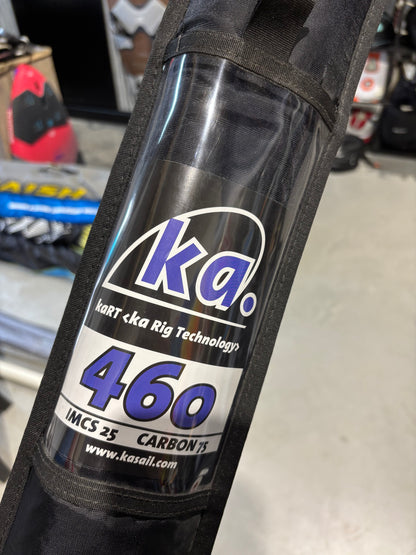 ka.
kaRT <ka Rig Technology>
460
IMCS 25 CARBON 75
www.kasail.com